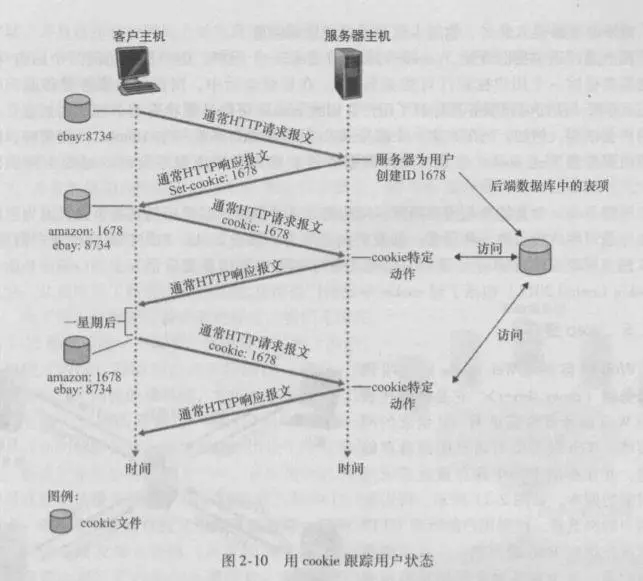 客户主机
服务器主机
ebay:8734
通常HTTP请求报文
通常HTTP响应报文
Set-cookie: 1678
服务器为用户
创建ID 1678
后端数据库中的表项
amazon: 1678
ebay: 8734
通常HTTP请求报文
cookie: 1678
cookie特定
动作
访问
通常HTTP响应报文
一星期后
访问
通常HTTP请求报文
cookie: 1678
amazon: 1678
ebay: 8734
cookie特定
动作
通常HTTP响应报文
时间
时间
图例:
cookie文件
图 2-10 用 cookie 跟踪用户状态